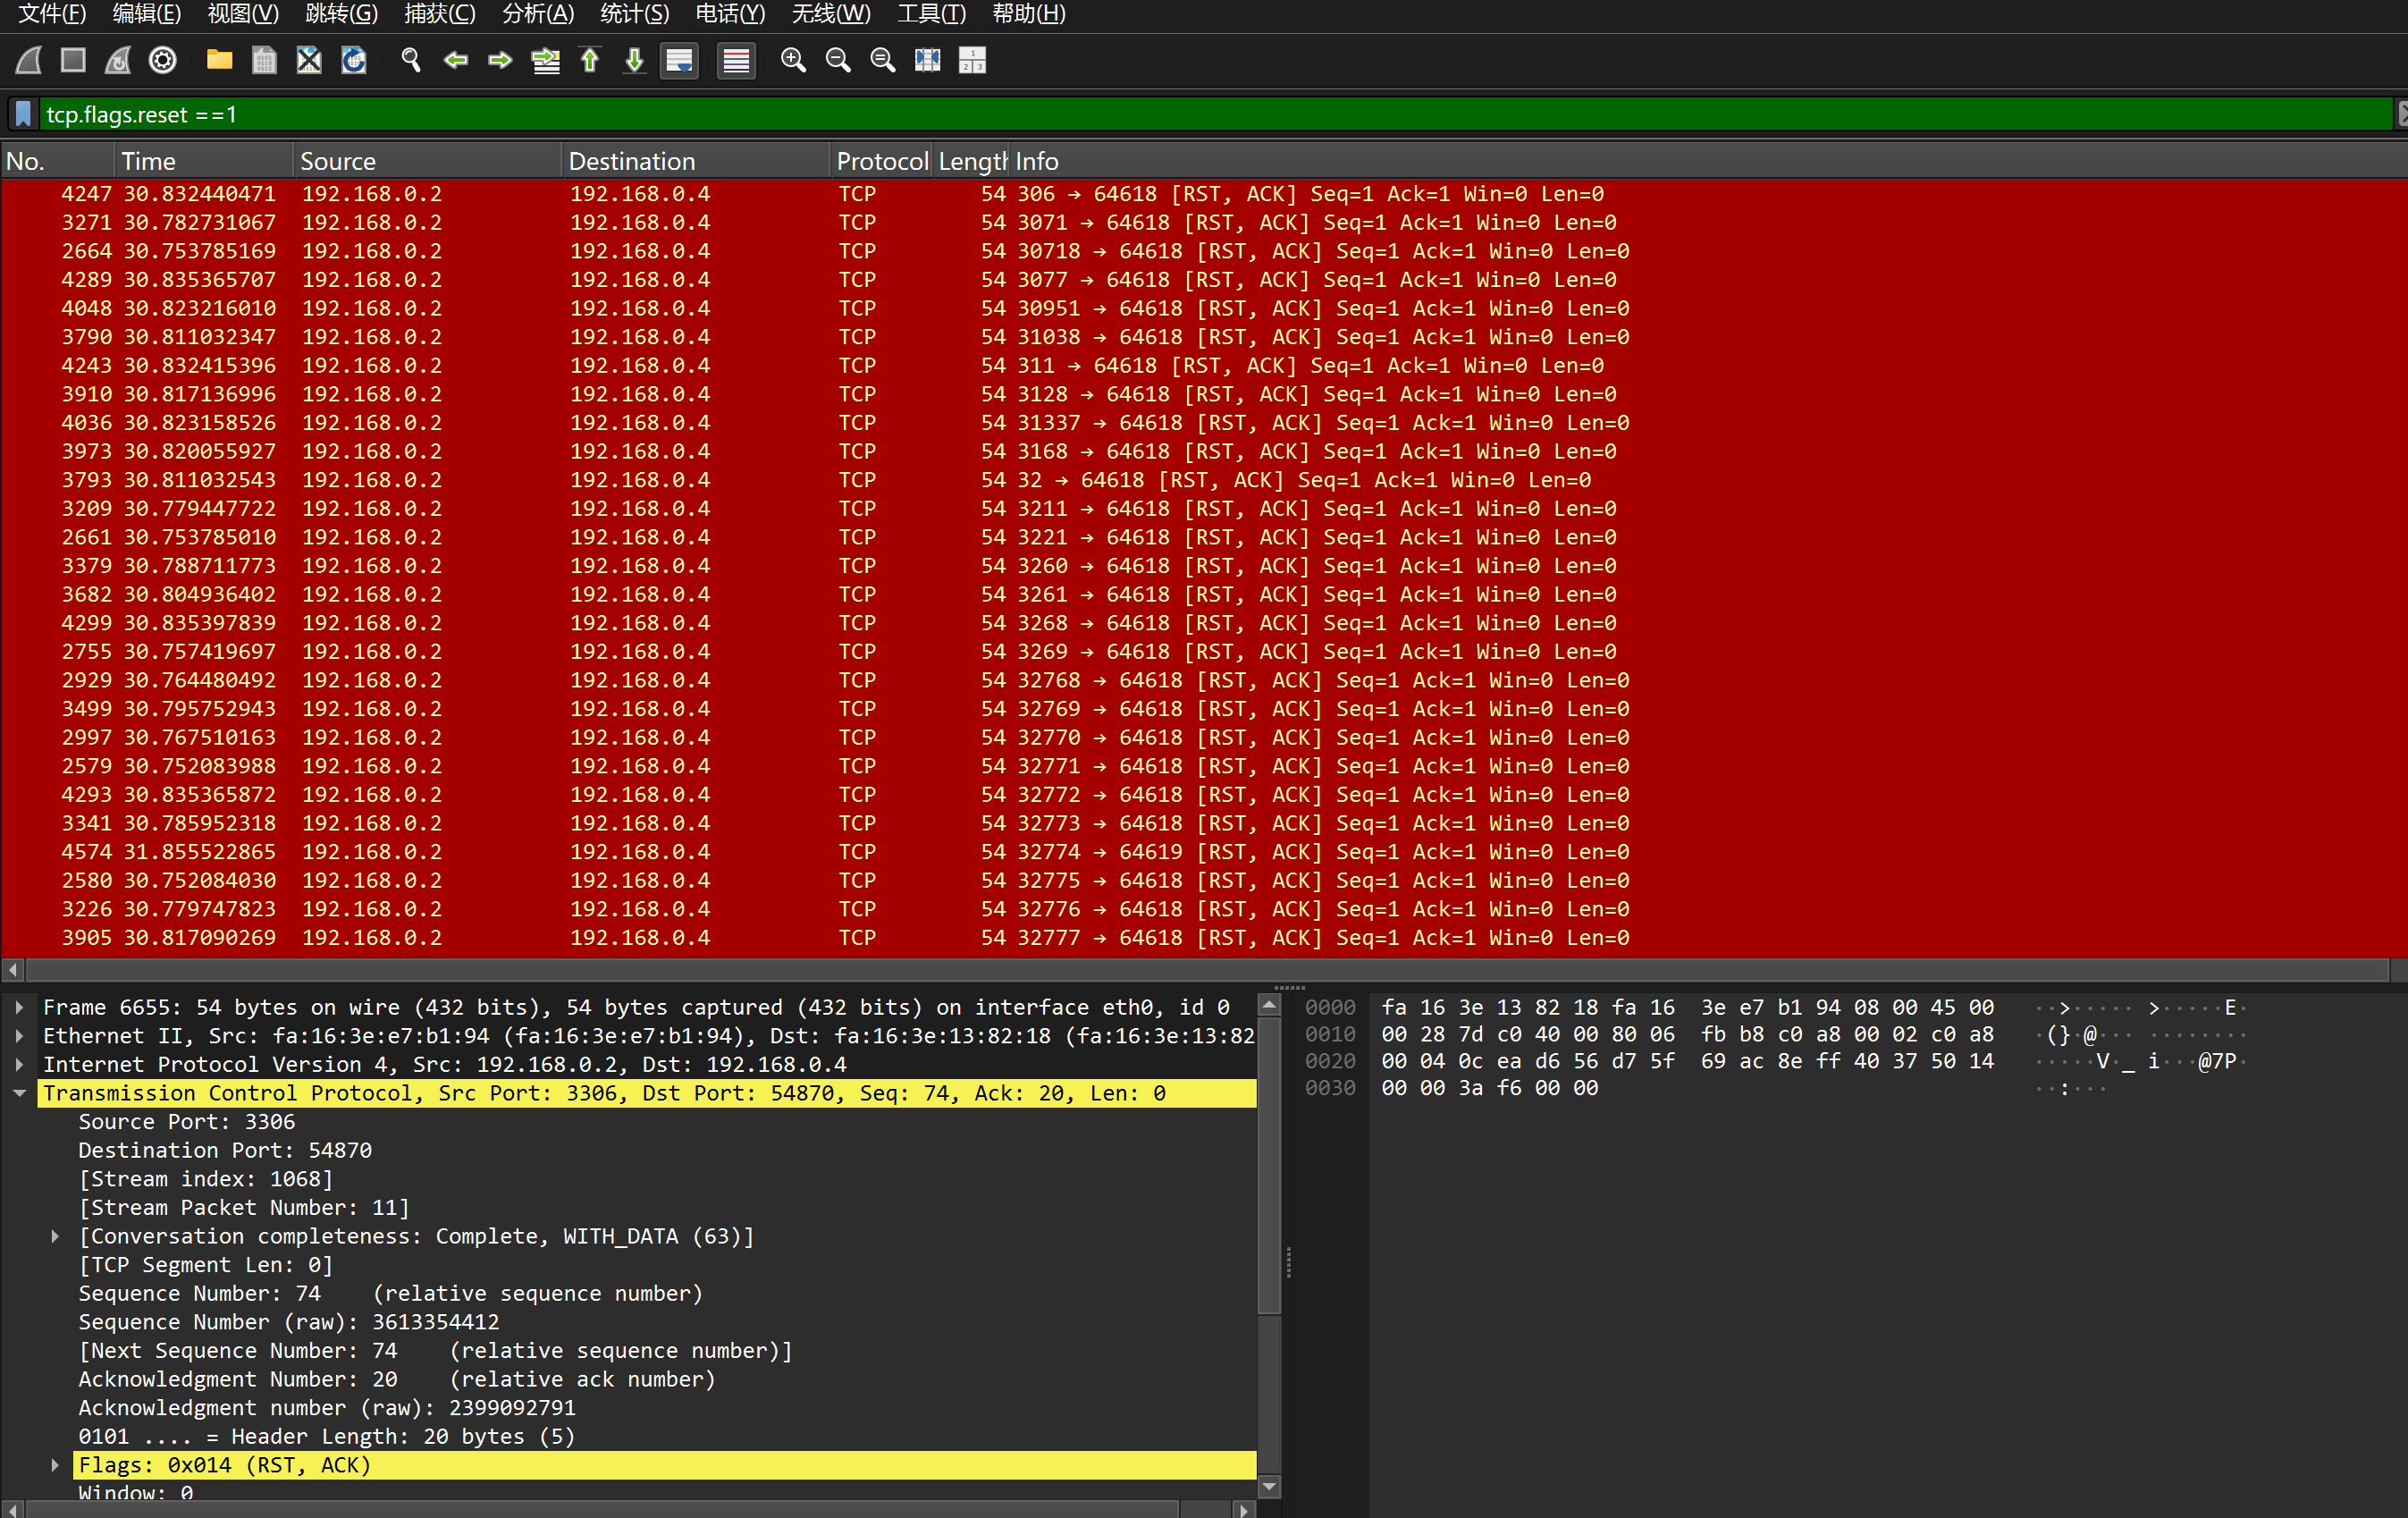 文件(F) 编辑(E) 视图(V) 跳转(G) 捕获(C) 分析(A) 统计(S) 电话(Y) 无线(W) 工具(T) 帮助(H)
tcp.flags.reset ==1
No. Time Source Destination Protocol Length Info
4247 30.832440471 192.168.0.2 192.168.0.4 TCP 54 306 → 64618 [RST, ACK] Seq=1 Ack=1 Win=0 Len=0
3271 30.782731067 192.168.0.2 192.168.0.4 TCP 54 3071 → 64618 [RST, ACK] Seq=1 Ack=1 Win=0 Len=0
2664 30.753785169 192.168.0.2 192.168.0.4 TCP 54 30718 → 64618 [RST, ACK] Seq=1 Ack=1 Win=0 Len=0
4289 30.835365707 192.168.0.2 192.168.0.4 TCP 54 3077 → 64618 [RST, ACK] Seq=1 Ack=1 Win=0 Len=0
4048 30.823216010 192.168.0.2 192.168.0.4 TCP 54 30951 → 64618 [RST, ACK] Seq=1 Ack=1 Win=0 Len=0
3790 30.811032347 192.168.0.2 192.168.0.4 TCP 54 31038 → 64618 [RST, ACK] Seq=1 Ack=1 Win=0 Len=0
4243 30.832415396 192.168.0.2 192.168.0.4 TCP 54 311 → 64618 [RST, ACK] Seq=1 Ack=1 Win=0 Len=0
3910 30.817136996 192.168.0.2 192.168.0.4 TCP 54 3128 → 64618 [RST, ACK] Seq=1 Ack=1 Win=0 Len=0
4036 30.823158526 192.168.0.2 192.168.0.4 TCP 54 31337 → 64618 [RST, ACK] Seq=1 Ack=1 Win=0 Len=0
3973 30.820055927 192.168.0.2 192.168.0.4 TCP 54 3168 → 64618 [RST, ACK] Seq=1 Ack=1 Win=0 Len=0
3793 30.811032543 192.168.0.2 192.168.0.4 TCP 54 32 → 64618 [RST, ACK] Seq=1 Ack=1 Win=0 Len=0
3209 30.779447722 192.168.0.2 192.168.0.4 TCP 54 3211 → 64618 [RST, ACK] Seq=1 Ack=1 Win=0 Len=0
2661 30.753785010 192.168.0.2 192.168.0.4 TCP 54 3221 → 64618 [RST, ACK] Seq=1 Ack=1 Win=0 Len=0
3379 30.788711773 192.168.0.2 192.168.0.4 TCP 54 3260 → 64618 [RST, ACK] Seq=1 Ack=1 Win=0 Len=0
3682 30.804936402 192.168.0.2 192.168.0.4 TCP 54 3261 → 64618 [RST, ACK] Seq=1 Ack=1 Win=0 Len=0
4299 30.835397839 192.168.0.2 192.168.0.4 TCP 54 3268 → 64618 [RST, ACK] Seq=1 Ack=1 Win=0 Len=0
2755 30.757419697 192.168.0.2 192.168.0.4 TCP 54 3269 → 64618 [RST, ACK] Seq=1 Ack=1 Win=0 Len=0
2929 30.764480492 192.168.0.2 192.168.0.4 TCP 54 32768 → 64618 [RST, ACK] Seq=1 Ack=1 Win=0 Len=0
3499 30.795752943 192.168.0.2 192.168.0.4 TCP 54 32769 → 64618 [RST, ACK] Seq=1 Ack=1 Win=0 Len=0
2997 30.767510163 192.168.0.2 192.168.0.4 TCP 54 32770 → 64618 [RST, ACK] Seq=1 Ack=1 Win=0 Len=0
2579 30.752083988 192.168.0.2 192.168.0.4 TCP 54 32771 → 64618 [RST, ACK] Seq=1 Ack=1 Win=0 Len=0
4293 30.835365872 192.168.0.2 192.168.0.4 TCP 54 32772 → 64618 [RST, ACK] Seq=1 Ack=1 Win=0 Len=0
3341 30.785952318 192.168.0.2 192.168.0.4 TCP 54 32773 → 64618 [RST, ACK] Seq=1 Ack=1 Win=0 Len=0
4574 31.855522865 192.168.0.2 192.168.0.4 TCP 54 32774 → 64619 [RST, ACK] Seq=1 Ack=1 Win=0 Len=0
2580 30.752084030 192.168.0.2 192.168.0.4 TCP 54 32775 → 64618 [RST, ACK] Seq=1 Ack=1 Win=0 Len=0
3226 30.779747823 192.168.0.2 192.168.0.4 TCP 54 32776 → 64618 [RST, ACK] Seq=1 Ack=1 Win=0 Len=0
3905 30.817090269 192.168.0.2 192.168.0.4 TCP 54 32777 → 64618 [RST, ACK] Seq=1 Ack=1 Win=0 Len=0
Frame 6655: 54 bytes on wire (432 bits), 54 bytes captured (432 bits) on interface eth0, id 0
Ethernet II, Src: fa:16:3e:e7:b1:94 (fa:16:3e:e7:b1:94), Dst: fa:16:3e:13:82:18 (fa:16:3e:13:82
Internet Protocol Version 4, Src: 192.168.0.2, Dst: 192.168.0.4
Transmission Control Protocol, Src Port: 3306, Dst Port: 54870, Seq: 74, Ack: 20, Len: 0
Source Port: 3306
Destination Port: 54870
[Stream index: 1068]
[Stream Packet Number: 11]
[Conversation completeness: Complete, WITH_DATA (63)]
[TCP Segment Len: 0]
Sequence Number: 74 (relative sequence number)
Sequence Number (raw): 3613354412
[Next Sequence Number: 74 (relative sequence number)]
Acknowledgment Number: 20 (relative ack number)
Acknowledgment number (raw): 2399092791
0101 .... = Header Length: 20 bytes (5)
Flags: 0x014 (RST, ACK)
Window: 0
0000 fa 16 3e 13 82 18 fa 16 3e e7 b1 94 08 00 45 00 ··>····· >·····E·
0010 00 28 7d c0 40 00 80 06 fb b8 c0 a8 00 02 c0 a8 ·(}·@··· ········
0020 00 04 0c ea d6 56 d7 5f 69 ac 8e ff 40 37 50 14 ·····V·_ i···@7P·
0030 00 00 3a f6 00 00 ··:···